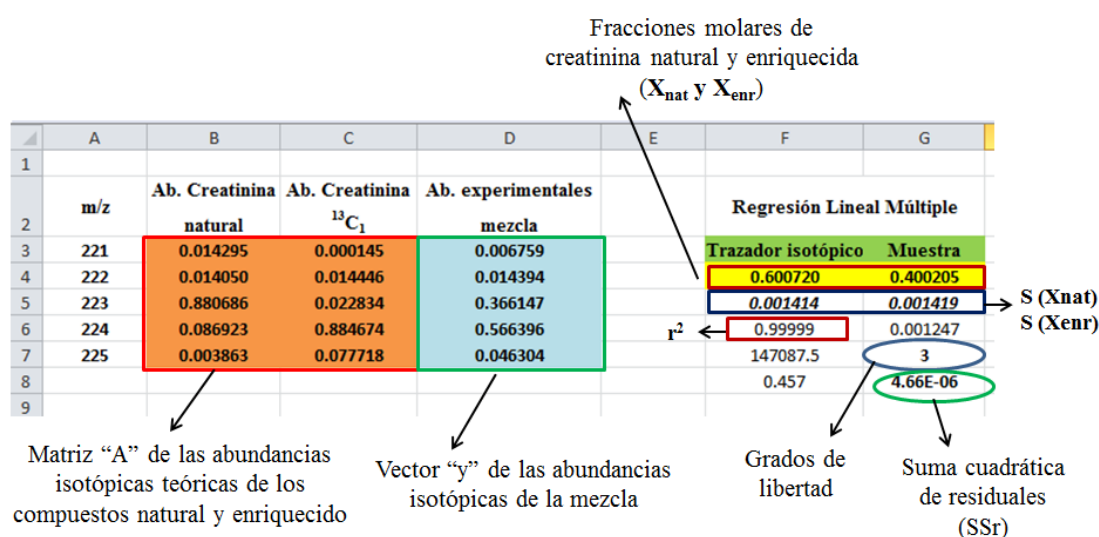 Fracciones molares de
creatinina natural y enriquecida
(Xnat y Xenr)
A B C D E F G
1
2 m/z Ab. Creatinina natural Ab. Creatinina 13C1 Ab. experimentales mezcla Regresión Lineal Múltiple
3 221 0.014295 0.000145 0.006759 Trazador isotópico Muestra
4 222 0.014050 0.014446 0.014394 0.600720 0.400205
5 223 0.880686 0.022834 0.366147 0.001414 0.001419
6 224 0.086923 0.884674 0.566396 0.99999 0.001247
7 225 0.003863 0.077718 0.046304 147087.5 3
8 0.457 4.66E-06
9
S (Xnat)
S (Xenr)
r2
Matriz “A” de las abundancias
isotópicas teóricas de los
compuestos natural y enriquecido
Vector “y” de las abundancias
isotópicas de la mezcla
Grados de
libertad
Suma cuadrática
de residuales
(SSr)